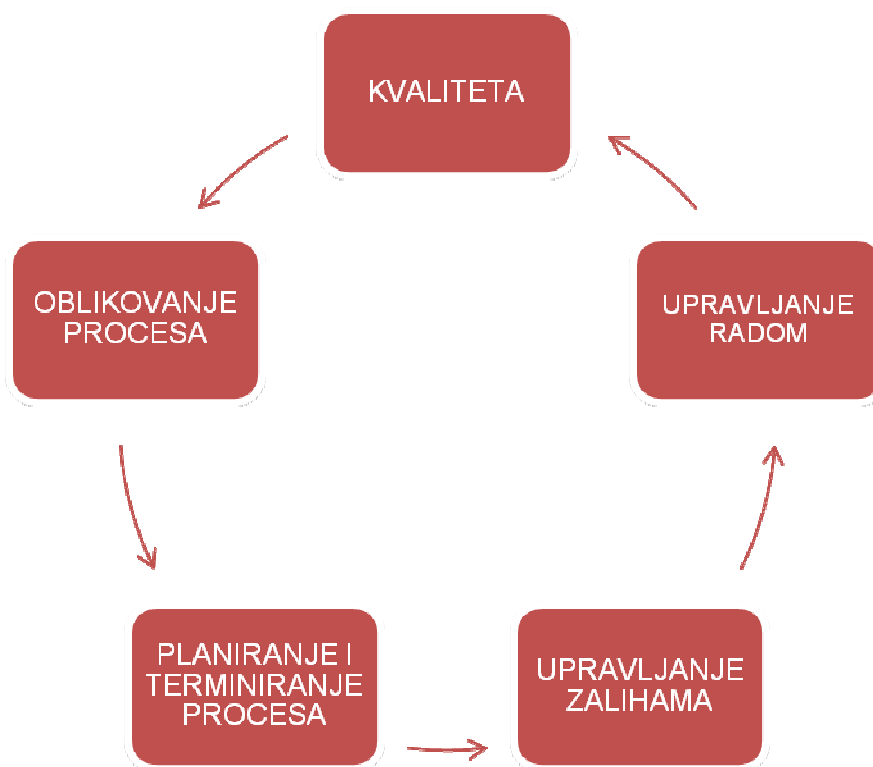 KVALITETA
OBLIKOVANJE
PROCESA
UPRAVLJANJE
RADOM
PLANIRANJE I
TERMINIRANJE
PROCESA
UPRAVLJANJE
ZALIHAMA